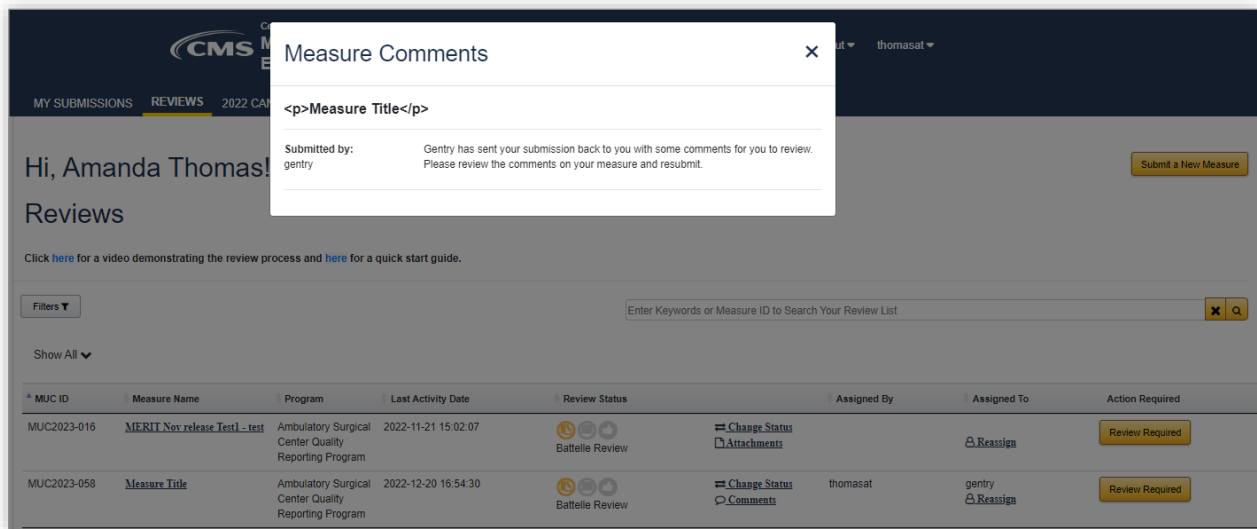 Ce
CMS M
E
ut thomasat
MY SUBMISSIONS REVIEWS 2022 CAN
Measure Comments
<p>Measure Title</p>
Submitted by: Gentry has sent your submission back to you with some comments for you to review.
gentry Please review the comments on your measure and resubmit.
Hi, Amanda Thomas!
Submit a New Measure
Reviews
Click here for a video demonstrating the review process and here for a quick start guide.
Filters
Enter Keywords or Measure ID to Search Your Review List
Show All
MUC ID Measure Name Program Last Activity Date Review Status Assigned By Assigned To Action Required
MUC2023-016 MERIT Nov release Test1 - test Ambulatory Surgical 2022-11-21 15:02:07 Change Status Review Required
Center Quality Battelle Review Attachments Reassign
Reporting Program
MUC2023-058 Measure Title Ambulatory Surgical 2022-12-20 16:54:30 Change Status thomasat gentry Review Required
Center Quality Battelle Review Comments Reassign
Reporting Program